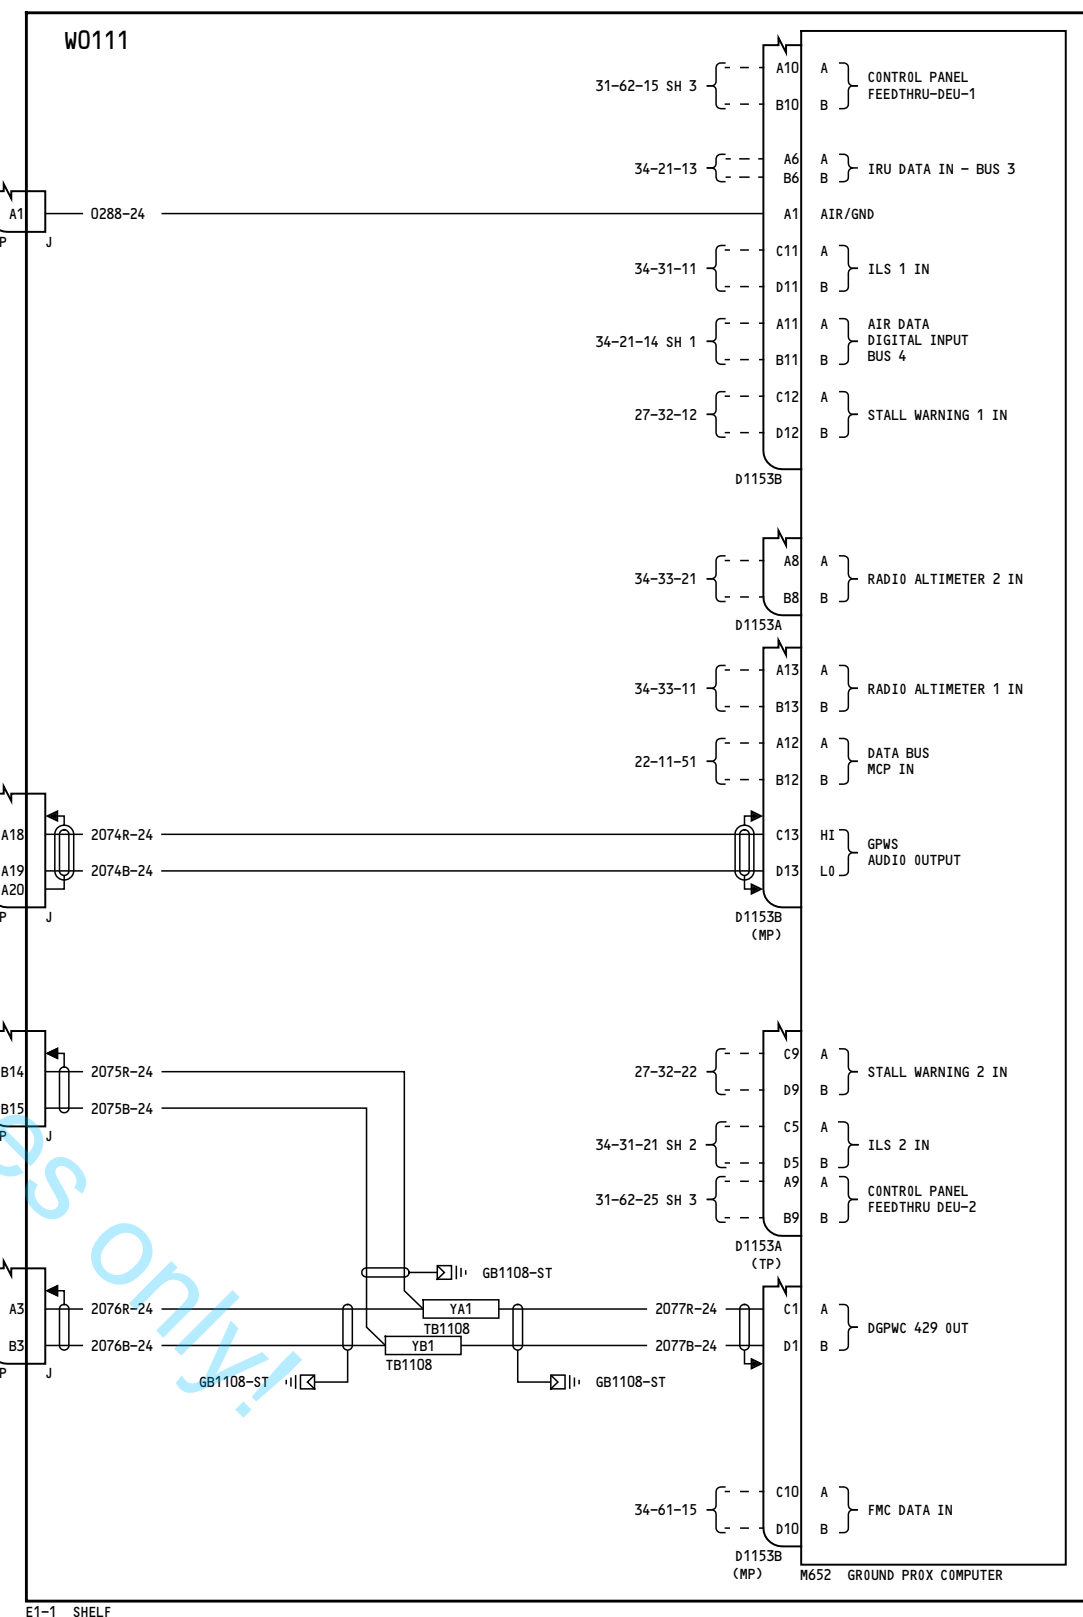 W0111
31-62-15 SH 3 A10 A CONTROL PANEL
B10 B FEEDTHRU-DEU-1
34-21-13 A6 A IRU DATA IN - BUS 3
B6 B
A1 0288-24 A1 AIR/GND
P J
34-31-11 C11 A ILS 1 IN
D11 B
34-21-14 SH 1 A11 A AIR DATA
DIGITAL INPUT
B11 B BUS 4
27-32-12 C12 A STALL WARNING 1 IN
D12 B
D1153B
34-33-21 A8 A RADIO ALTIMETER 2 IN
B8 B
D1153A
34-33-11 A13 A RADIO ALTIMETER 1 IN
B13 B
22-11-51 A12 A DATA BUS
B12 B MCP IN
A18 2074R-24 C13 HI GPWS
A19 2074B-24 D13 LO AUDIO OUTPUT
A20
P J D1153B
(MP)
27-32-22 C9 A STALL WARNING 2 IN
B14 2075R-24
D9 B
B15 2075B-24
P J
34-31-21 SH 2 C5 A ILS 2 IN
D5 B
31-62-25 SH 3 A9 A CONTROL PANEL
B9 B FEEDTHRU DEU-2
D1153A
(TP)
GB1108-ST
A3 2076R-24 YA1 2077R-24 C1 A DGPWC 429 OUT
TB1108
B3 2076B-24 YB1 2077B-24 D1 B
TB1108
P J
GB1108-ST GB1108-ST
34-61-15 C10 A FMC DATA IN
D10 B
D1153B
(MP)
M652 GROUND PROX COMPUTER
E1-1 SHELF
es only!